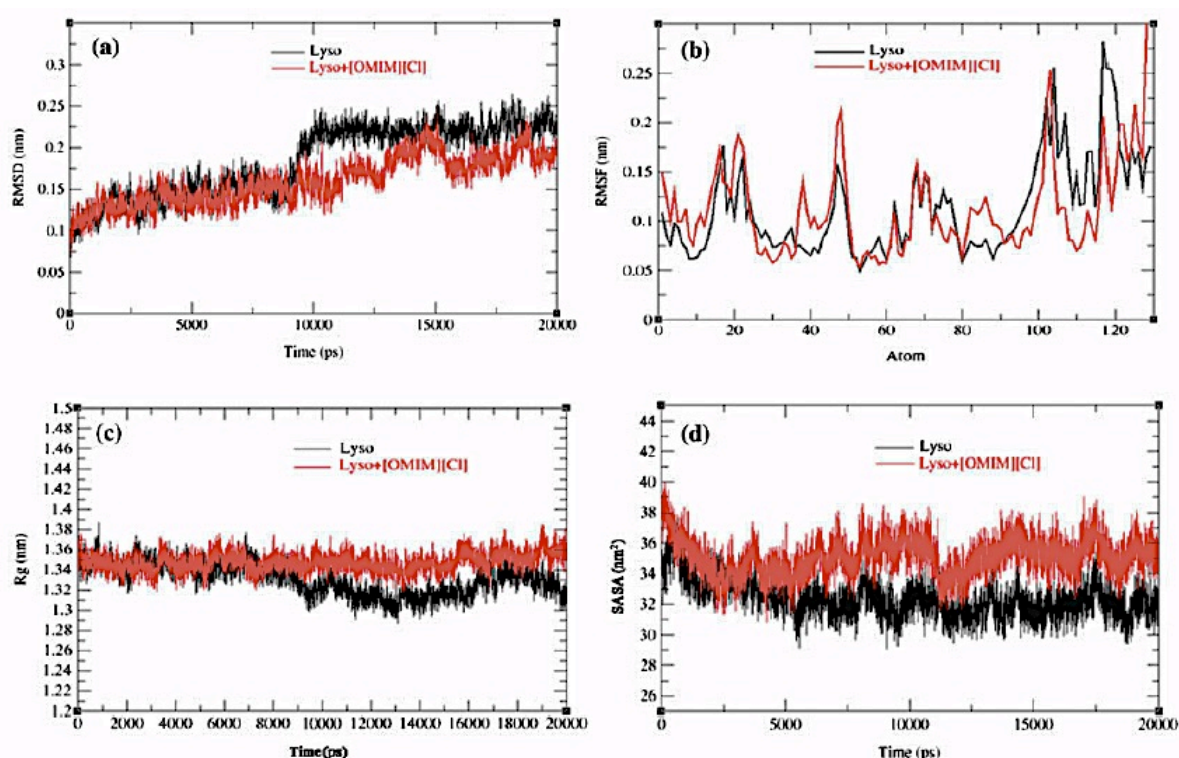 (a)
Lyso
Lyso+[OMIM][Cl]
0.3
0.25
0.2
0.15
0.1
0.05
0
RMSD (nm)
0 5000 10000 15000 20000
Time (ps)
(b)
Lyso
Lyso+[OMIM][Cl]
0.25
0.2
0.15
0.1
0.05
0
RMSF (nm)
0 20 40 60 80 100 120
Atom
(c)
Lyso
Lyso+[OMIM][Cl]
1.5
1.48
1.46
1.44
1.42
1.4
1.38
1.36
1.34
1.32
1.3
1.28
1.26
1.24
1.22
1.2
Rg (nm)
0 2000 4000 6000 8000 10000 12000 14000 16000 18000 20000
Time(ps)
(d)
Lyso
Lyso+[OMIM][Cl]
44
42
40
38
36
34
32
30
28
26
SASA (nm²)
0 5000 10000 15000 20000
Time (ps)